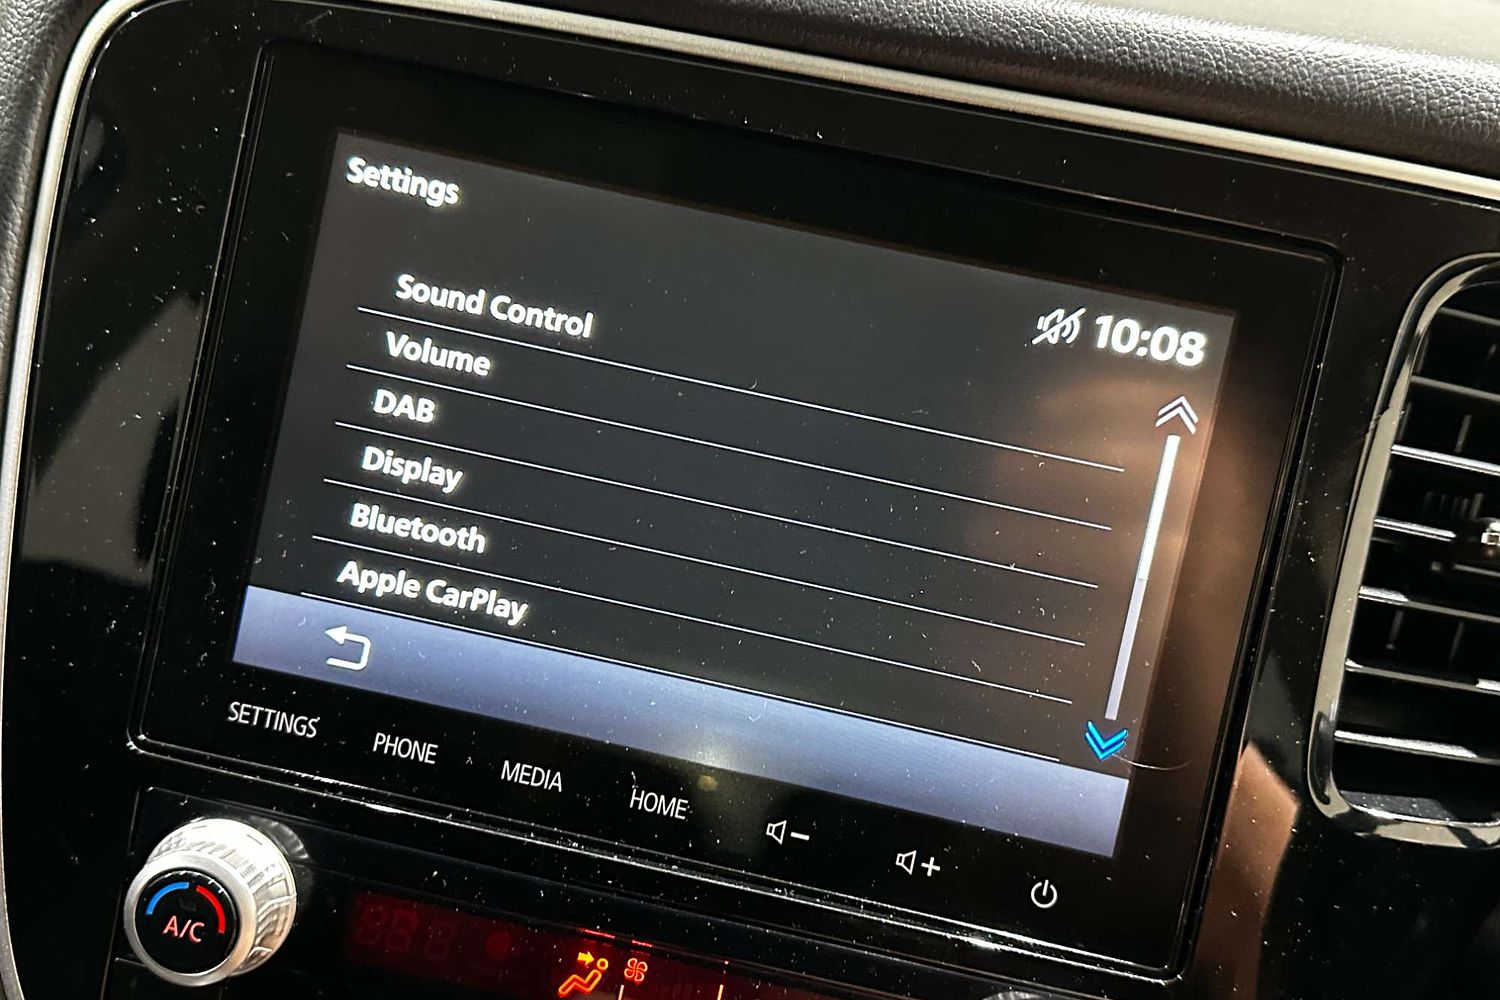 Settings
10:08
Sound Control
Volume
DAB
Display
Bluetooth
Apple CarPlay
SETTINGS
PHONE
MEDIA
HOME
A/C